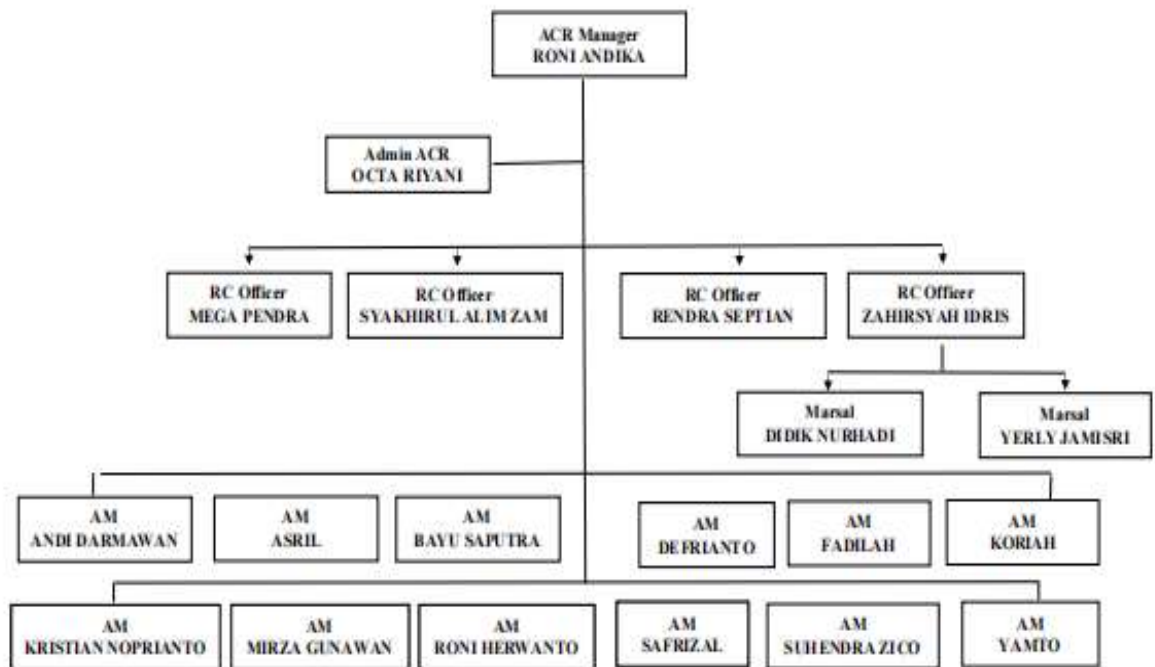 ACR Manager
RONI ANDIKA
Admin ACR
OCTA RIYANI
RC Officer
MEGA PENDRA
RC Officer
SYAKHIRUL ALIM ZAM
RC Officer
RENDRA SEPTIAN
RC Officer
ZAHIRSYAH IDRIS
Marsal
DIDIK NURHADI
Marsal
YERLY JAMISRI
AM
ANDI DARMAWAN
AM
ASRIL
AM
BAYU SAPUTRA
AM
DEFRIANTO
AM
FADILAH
AM
KORIAH
AM
KRISTIAN NOPRIANTO
AM
MIRZA GUNAWAN
AM
RONI HERWANTO
AM
SAFRIZAL
AM
SUHENDRA ZICO
AM
YAMTO